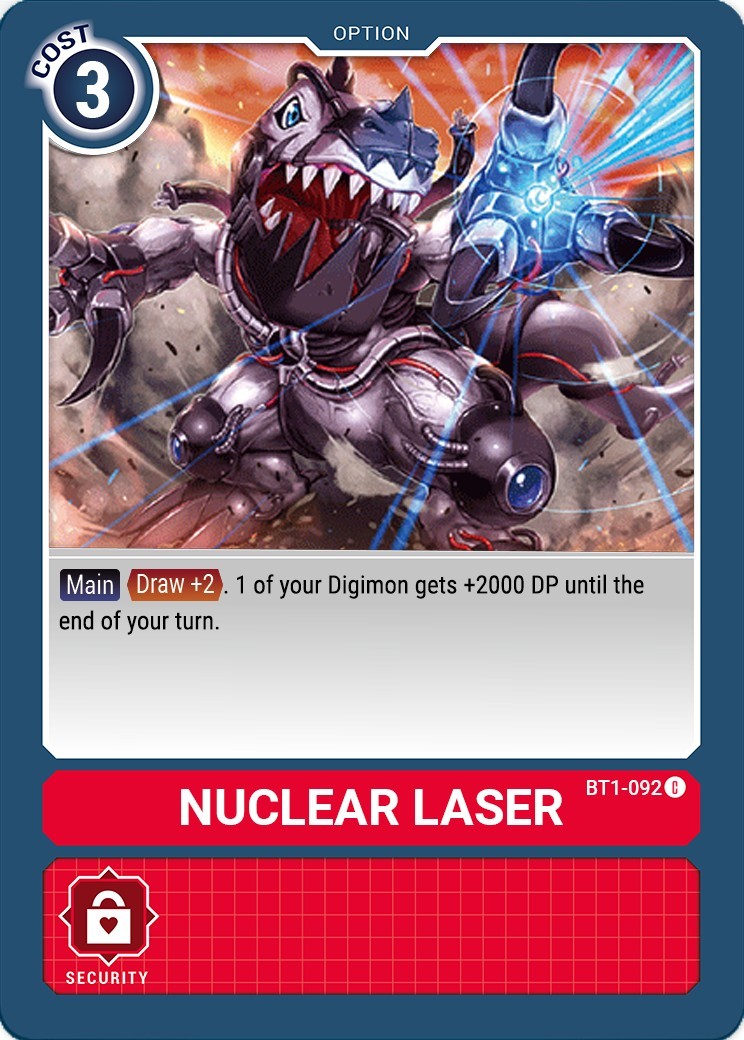 OPTION
COST
3
Main Draw +2. 1 of your Digimon gets +2000 DP until the
end of your turn.
BT1-092 C
NUCLEAR LASER
SECURITY